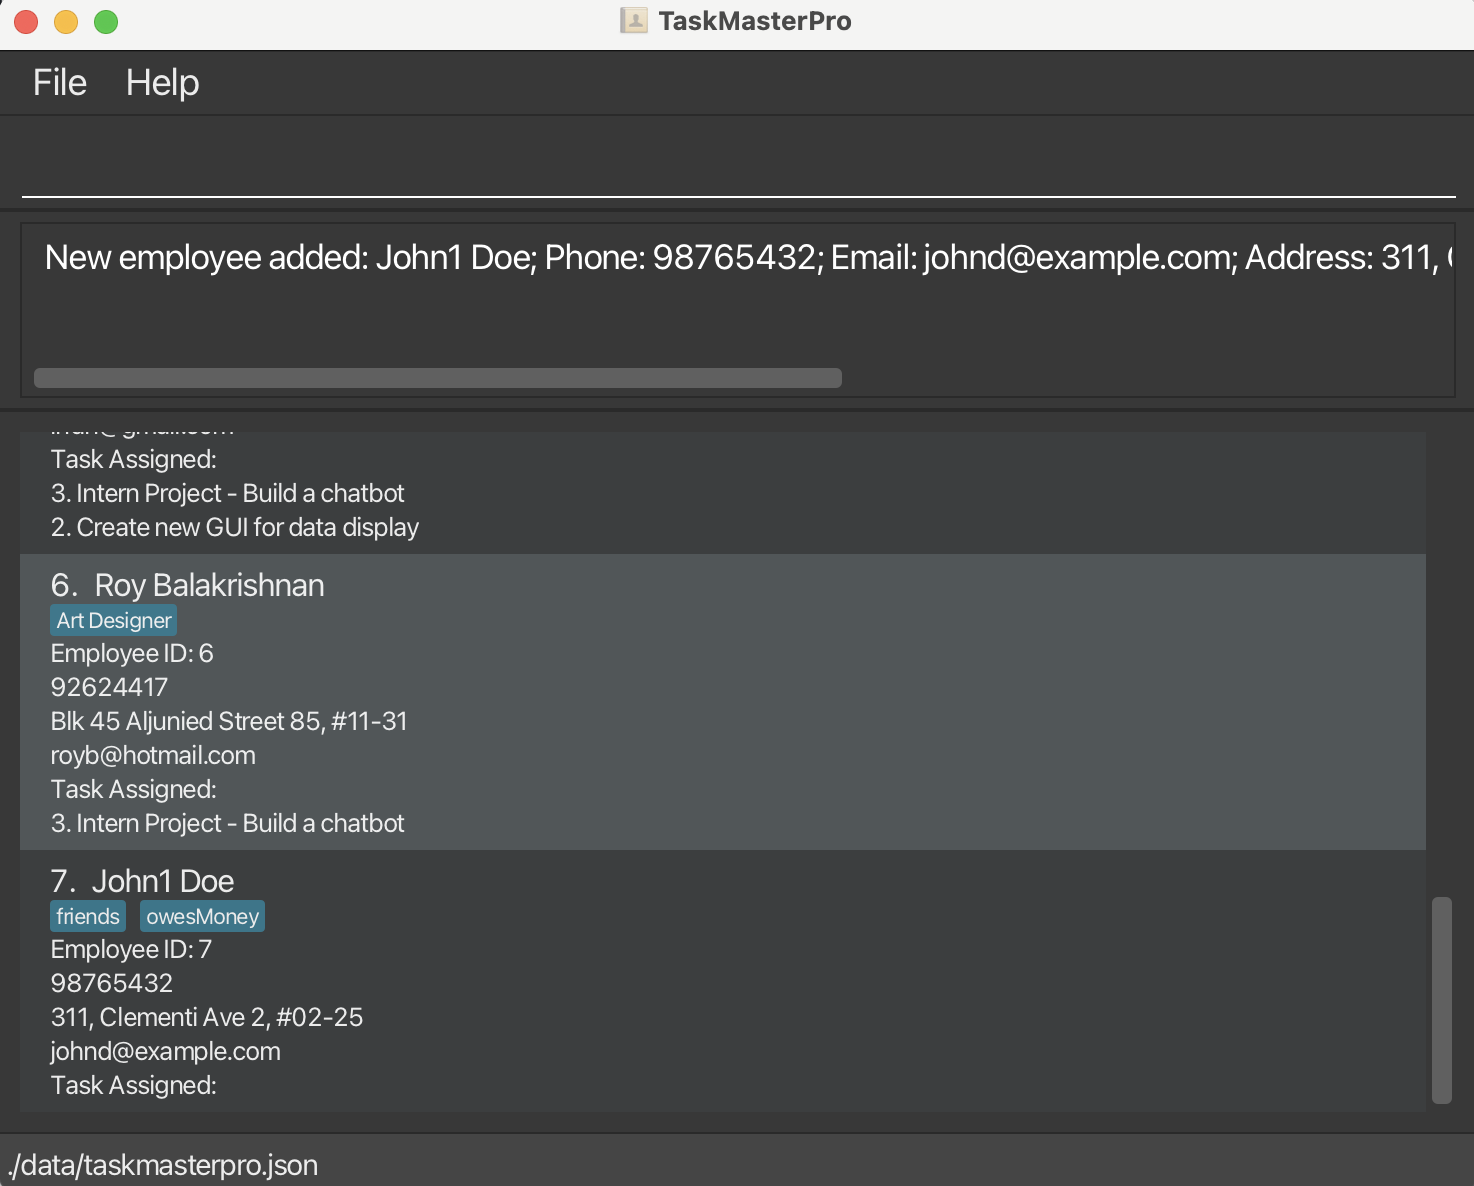 TaskMasterPro
File Help
New employee added: John1 Doe; Phone: 98765432; Email: johnd@example.com; Address: 311,
Task Assigned:
3. Intern Project - Build a chatbot
2. Create new GUI for data display
6. Roy Balakrishnan
Art Designer
Employee ID: 6
92624417
Blk 45 Aljunied Street 85, #11-31
royb@hotmail.com
Task Assigned:
3. Intern Project - Build a chatbot
7. John1 Doe
friends owesMoney
Employee ID: 7
98765432
311, Clementi Ave 2, #02-25
johnd@example.com
Task Assigned:
./data/taskmasterpro.json